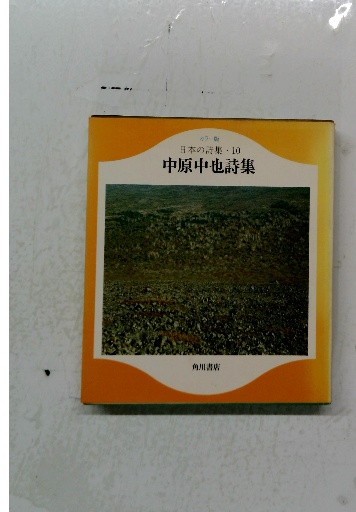 カラー版
日本の詩集・10
中原中也詩集
角川書店